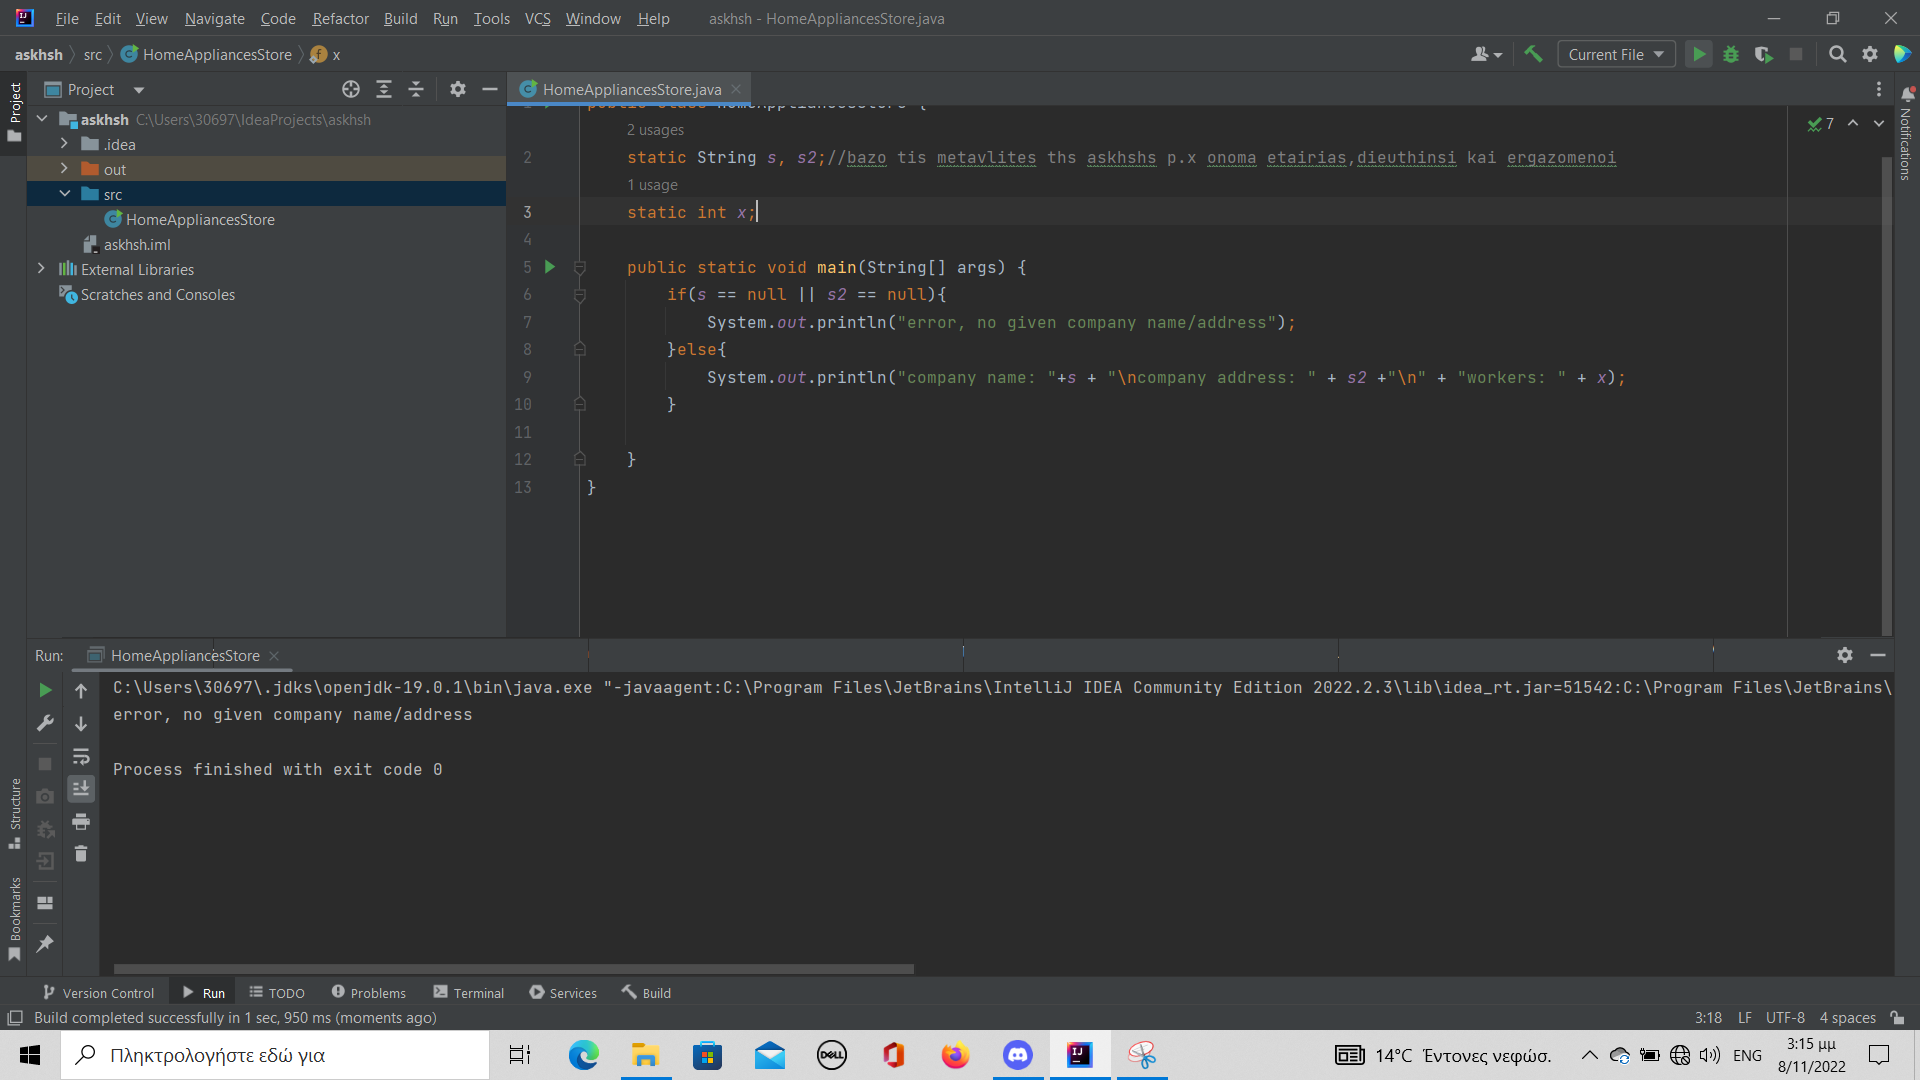 File Edit View Navigate Code Refactor Build Run Tools VCS Window Help askhsh - HomeAppliancesStore.java
askhsh src HomeAppliancesStore x Current File
Project
HomeAppliancesStore.java
askhsh C:\Users\30697\IdeaProjects\askhsh
.idea
out
src
HomeAppliancesStore
askhsh.iml
External Libraries
Scratches and Consoles
Project
Structure
Bookmarks
Notifications
7
1 public class HomeAppliancesStore {
2 usages
2 static String s, s2;//bazo tis metavlites ths askhshs p.x onoma etairias,dieuthinsi kai ergazomenoi
1 usage
3 static int x;
4
5 public static void main(String[] args) {
6 if(s == null || s2 == null){
7 System.out.println("error, no given company name/address");
8 }else{
9 System.out.println("company name: "+s + "\ncompany address: " + s2 +"\n" + "workers: " + x);
10 }
11
12 }
13 }
Run: HomeAppliancesStore
C:\Users\30697\.jdks\openjdk-19.0.1\bin\java.exe "-javaagent:C:\Program Files\JetBrains\IntelliJ IDEA Community Edition 2022.2.3\lib\idea_rt.jar=51542:C:\Program Files\JetBrains\
error, no given company name/address
Process finished with exit code 0
Version Control Run TODO Problems Terminal Services Build
Build completed successfully in 1 sec, 950 ms (moments ago) 3:18 LF UTF-8 4 spaces
Πληκτρολογήστε εδώ για DELL 14°C Έντονες νεφώσ. ENG 3:15 μμ
8/11/2022